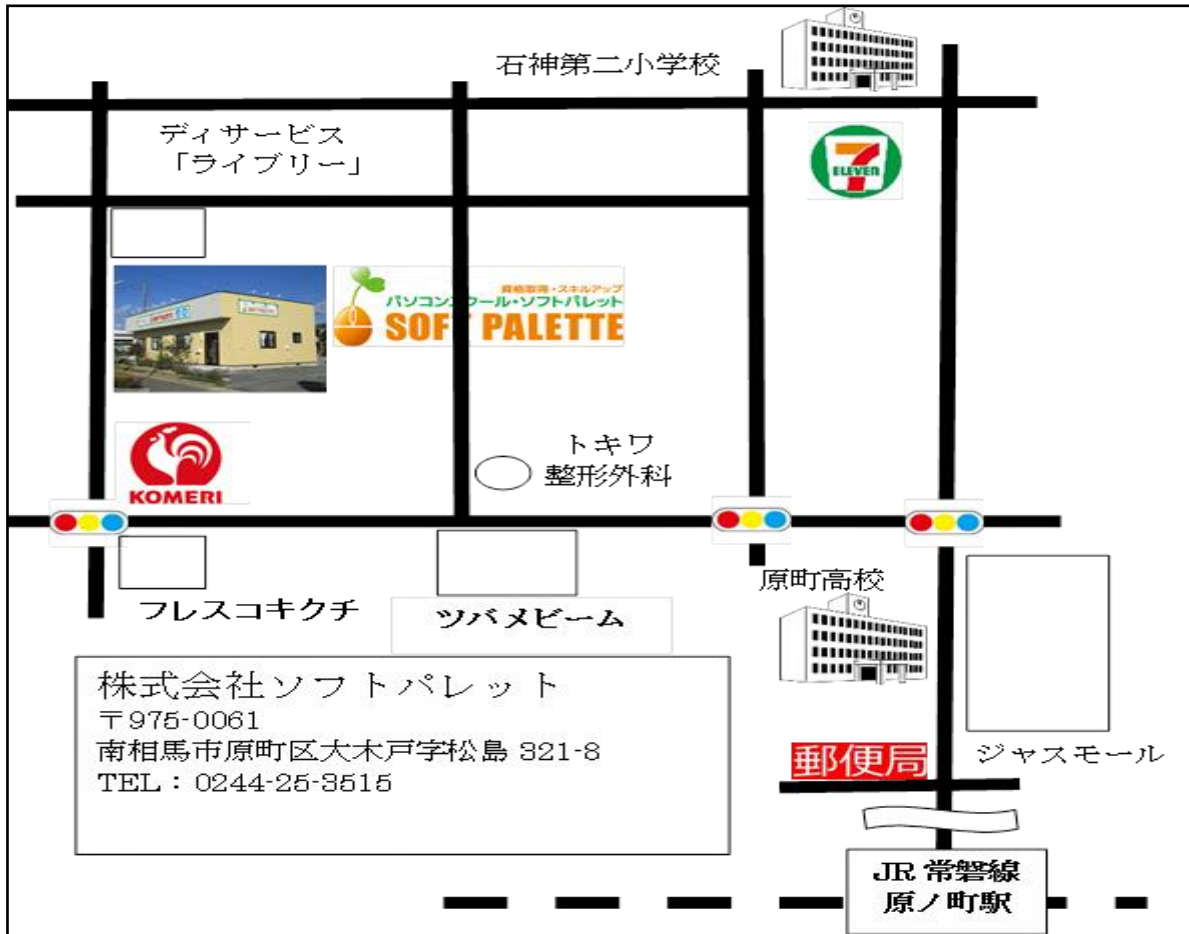 石神第二小学校
ディサービス
「ライブリー」
7
ELEVEN
資格取得・スキルアップ
パソコンスクール・ソフトパレット
SOFT PALETTE
KOMERI
トキワ
整形外科
フレスコキクチ
ツバメビーム
原町高校
株式会社ソフトパレット
〒975-0061
南相馬市原町区大木戸字松島 321-8
TEL：0244-25-3515
郵便局
ジャスモール
JR 常磐線
原ノ町駅